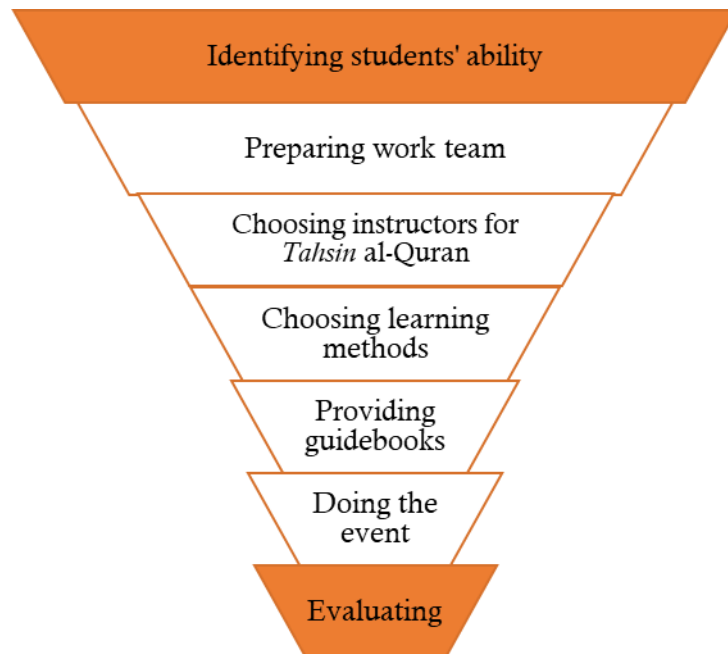 Identifying students' ability
Preparing work team
Choosing instructors for
Tahsin al-Quran
Choosing learning
methods
Providing
guidebooks
Doing the
event
Evaluating